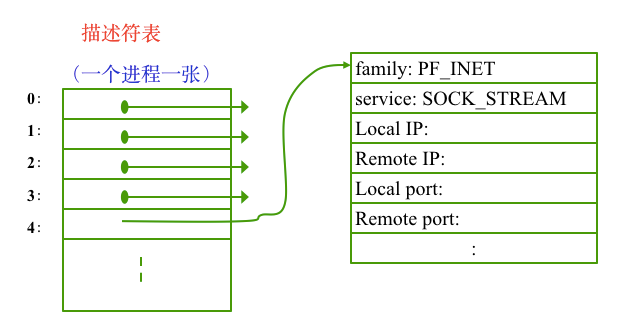 描述符表
（一个进程一张）
0:
1:
2:
3:
4:
family: PF_INET
service: SOCK_STREAM
Local IP:
Remote IP:
Local port:
Remote port:
: